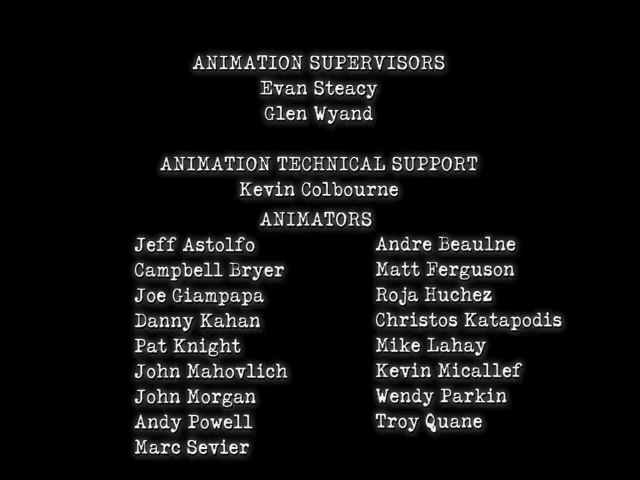 ANIMATION SUPERVISORS
Evan Steacy
Glen Wyand
ANIMATION TECHNICAL SUPPORT
Kevin Colbourne
ANIMATORS
Jeff Astolfo
Campbell Bryer
Joe Giampapa
Danny Kahan
Pat Knight
John Mahovlich
John Morgan
Andy Powell
Marc Sevier
Andre Beaulne
Matt Ferguson
Roja Huchez
Christos Katapodis
Mike Lahay
Kevin Micallef
Wendy Parkin
Troy Quane